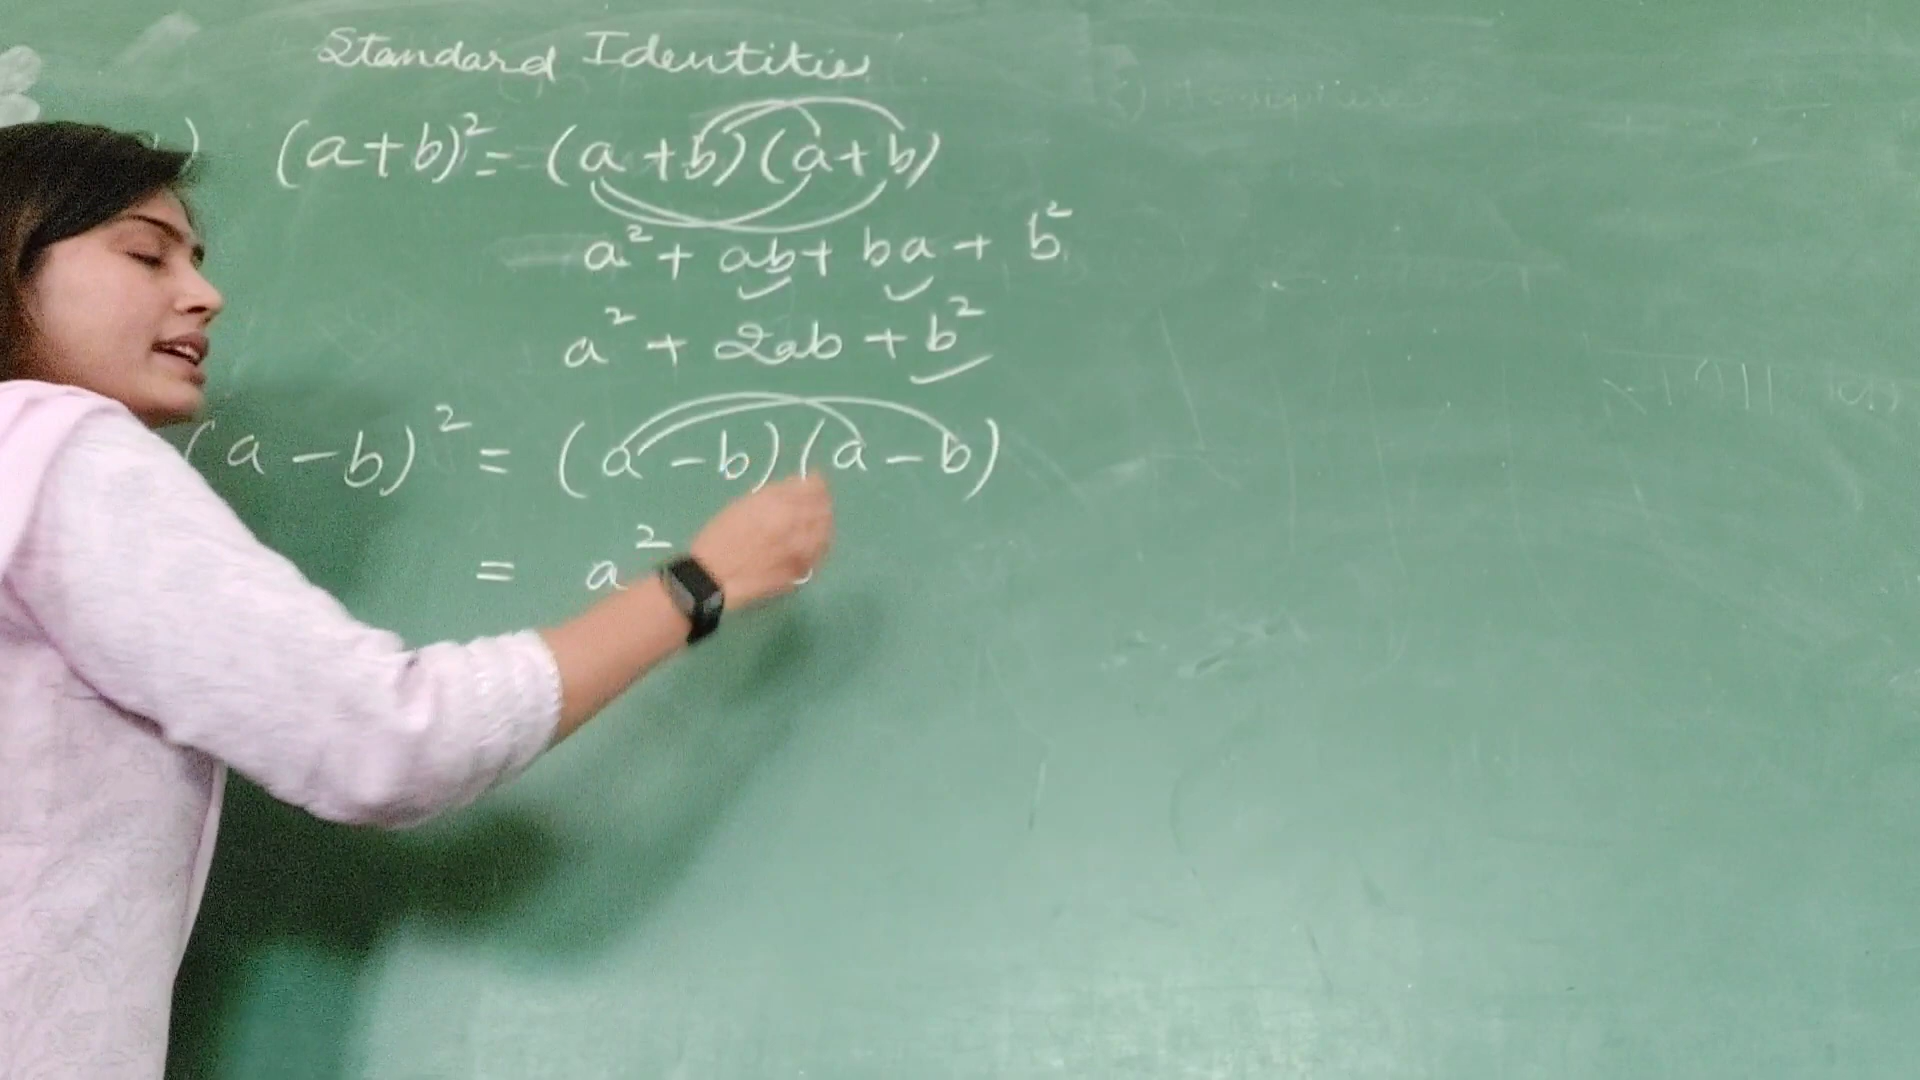 Standard Identities
(a+b)² = (a+b)(a+b)
a² + ab + ba + b²
a² + 2ab + b²
(a-b)² = (a-b)(a-b)
= a²